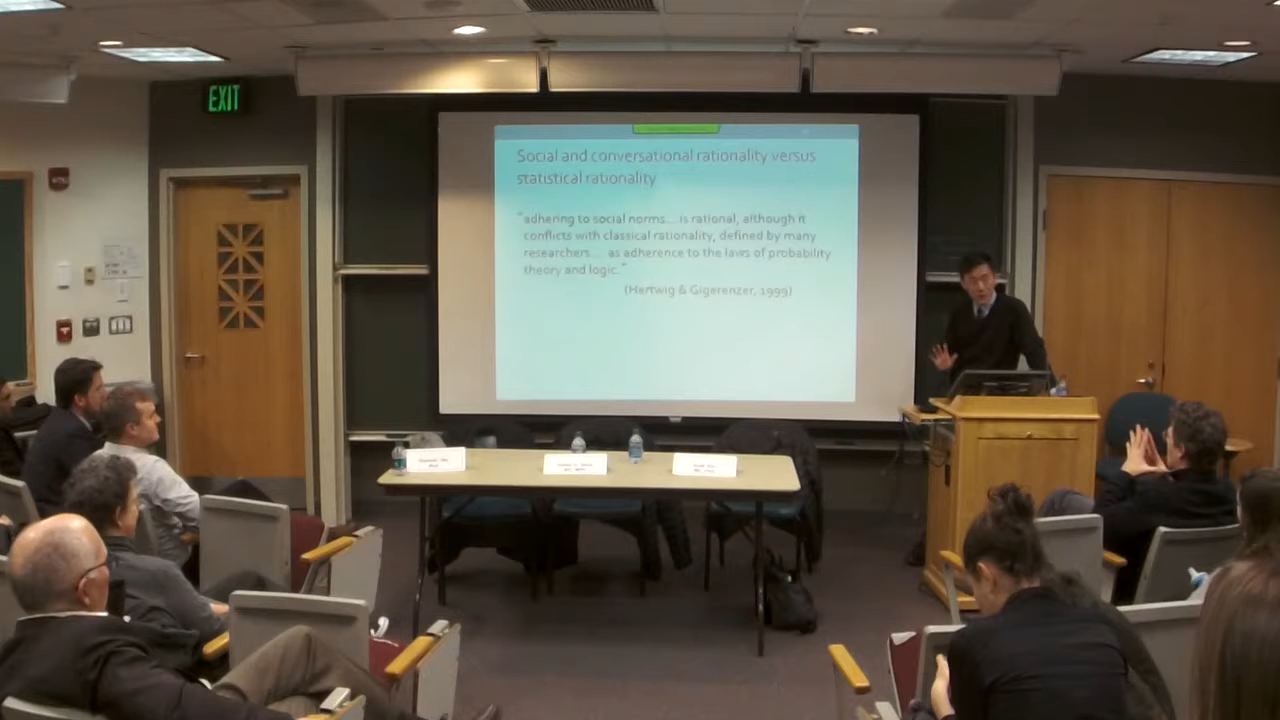 EXIT
Social and conversational rationality versus
statistical rationality
"adhering to social norms... is rational, although it
conflicts with classical rationality, defined by many
researchers... as adherence to the laws of probability
theory and logic."
(Hertwig & Gigerenzer, 1999)